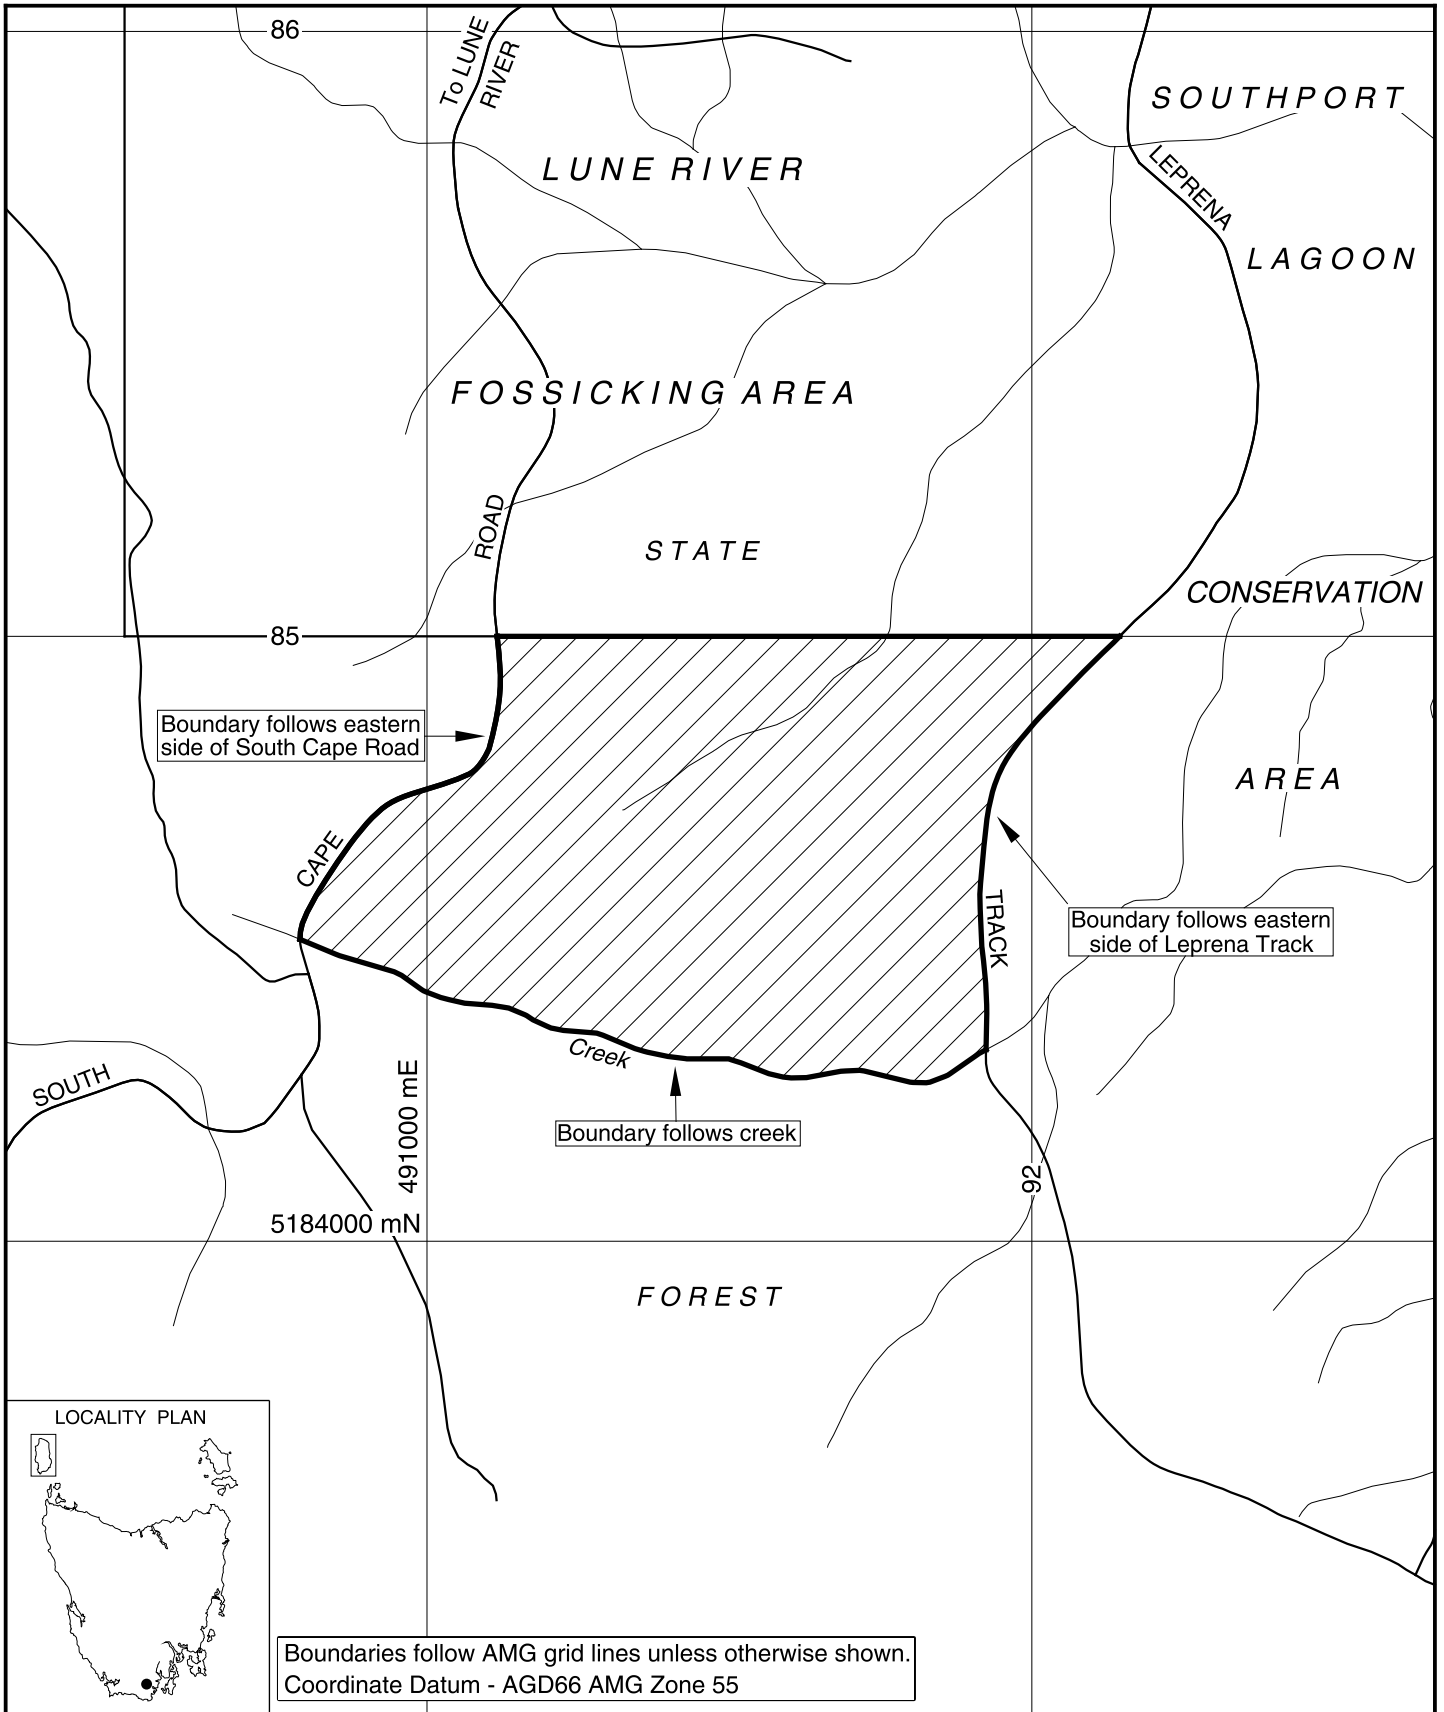 86
To LUNE
RIVER
SOUTHPORT
LUNE RIVER
LEPRENA
LAGOON
FOSSICKING AREA
ROAD
STATE
CONSERVATION
85
Boundary follows eastern
side of South Cape Road
AREA
CAPE
TRACK
Boundary follows eastern
side of Leprena Track
Creek
SOUTH
491000 mE
Boundary follows creek
92
5184000 mN
FOREST
LOCALITY PLAN
Boundaries follow AMG grid lines unless otherwise shown.
Coordinate Datum - AGD66 AMG Zone 55